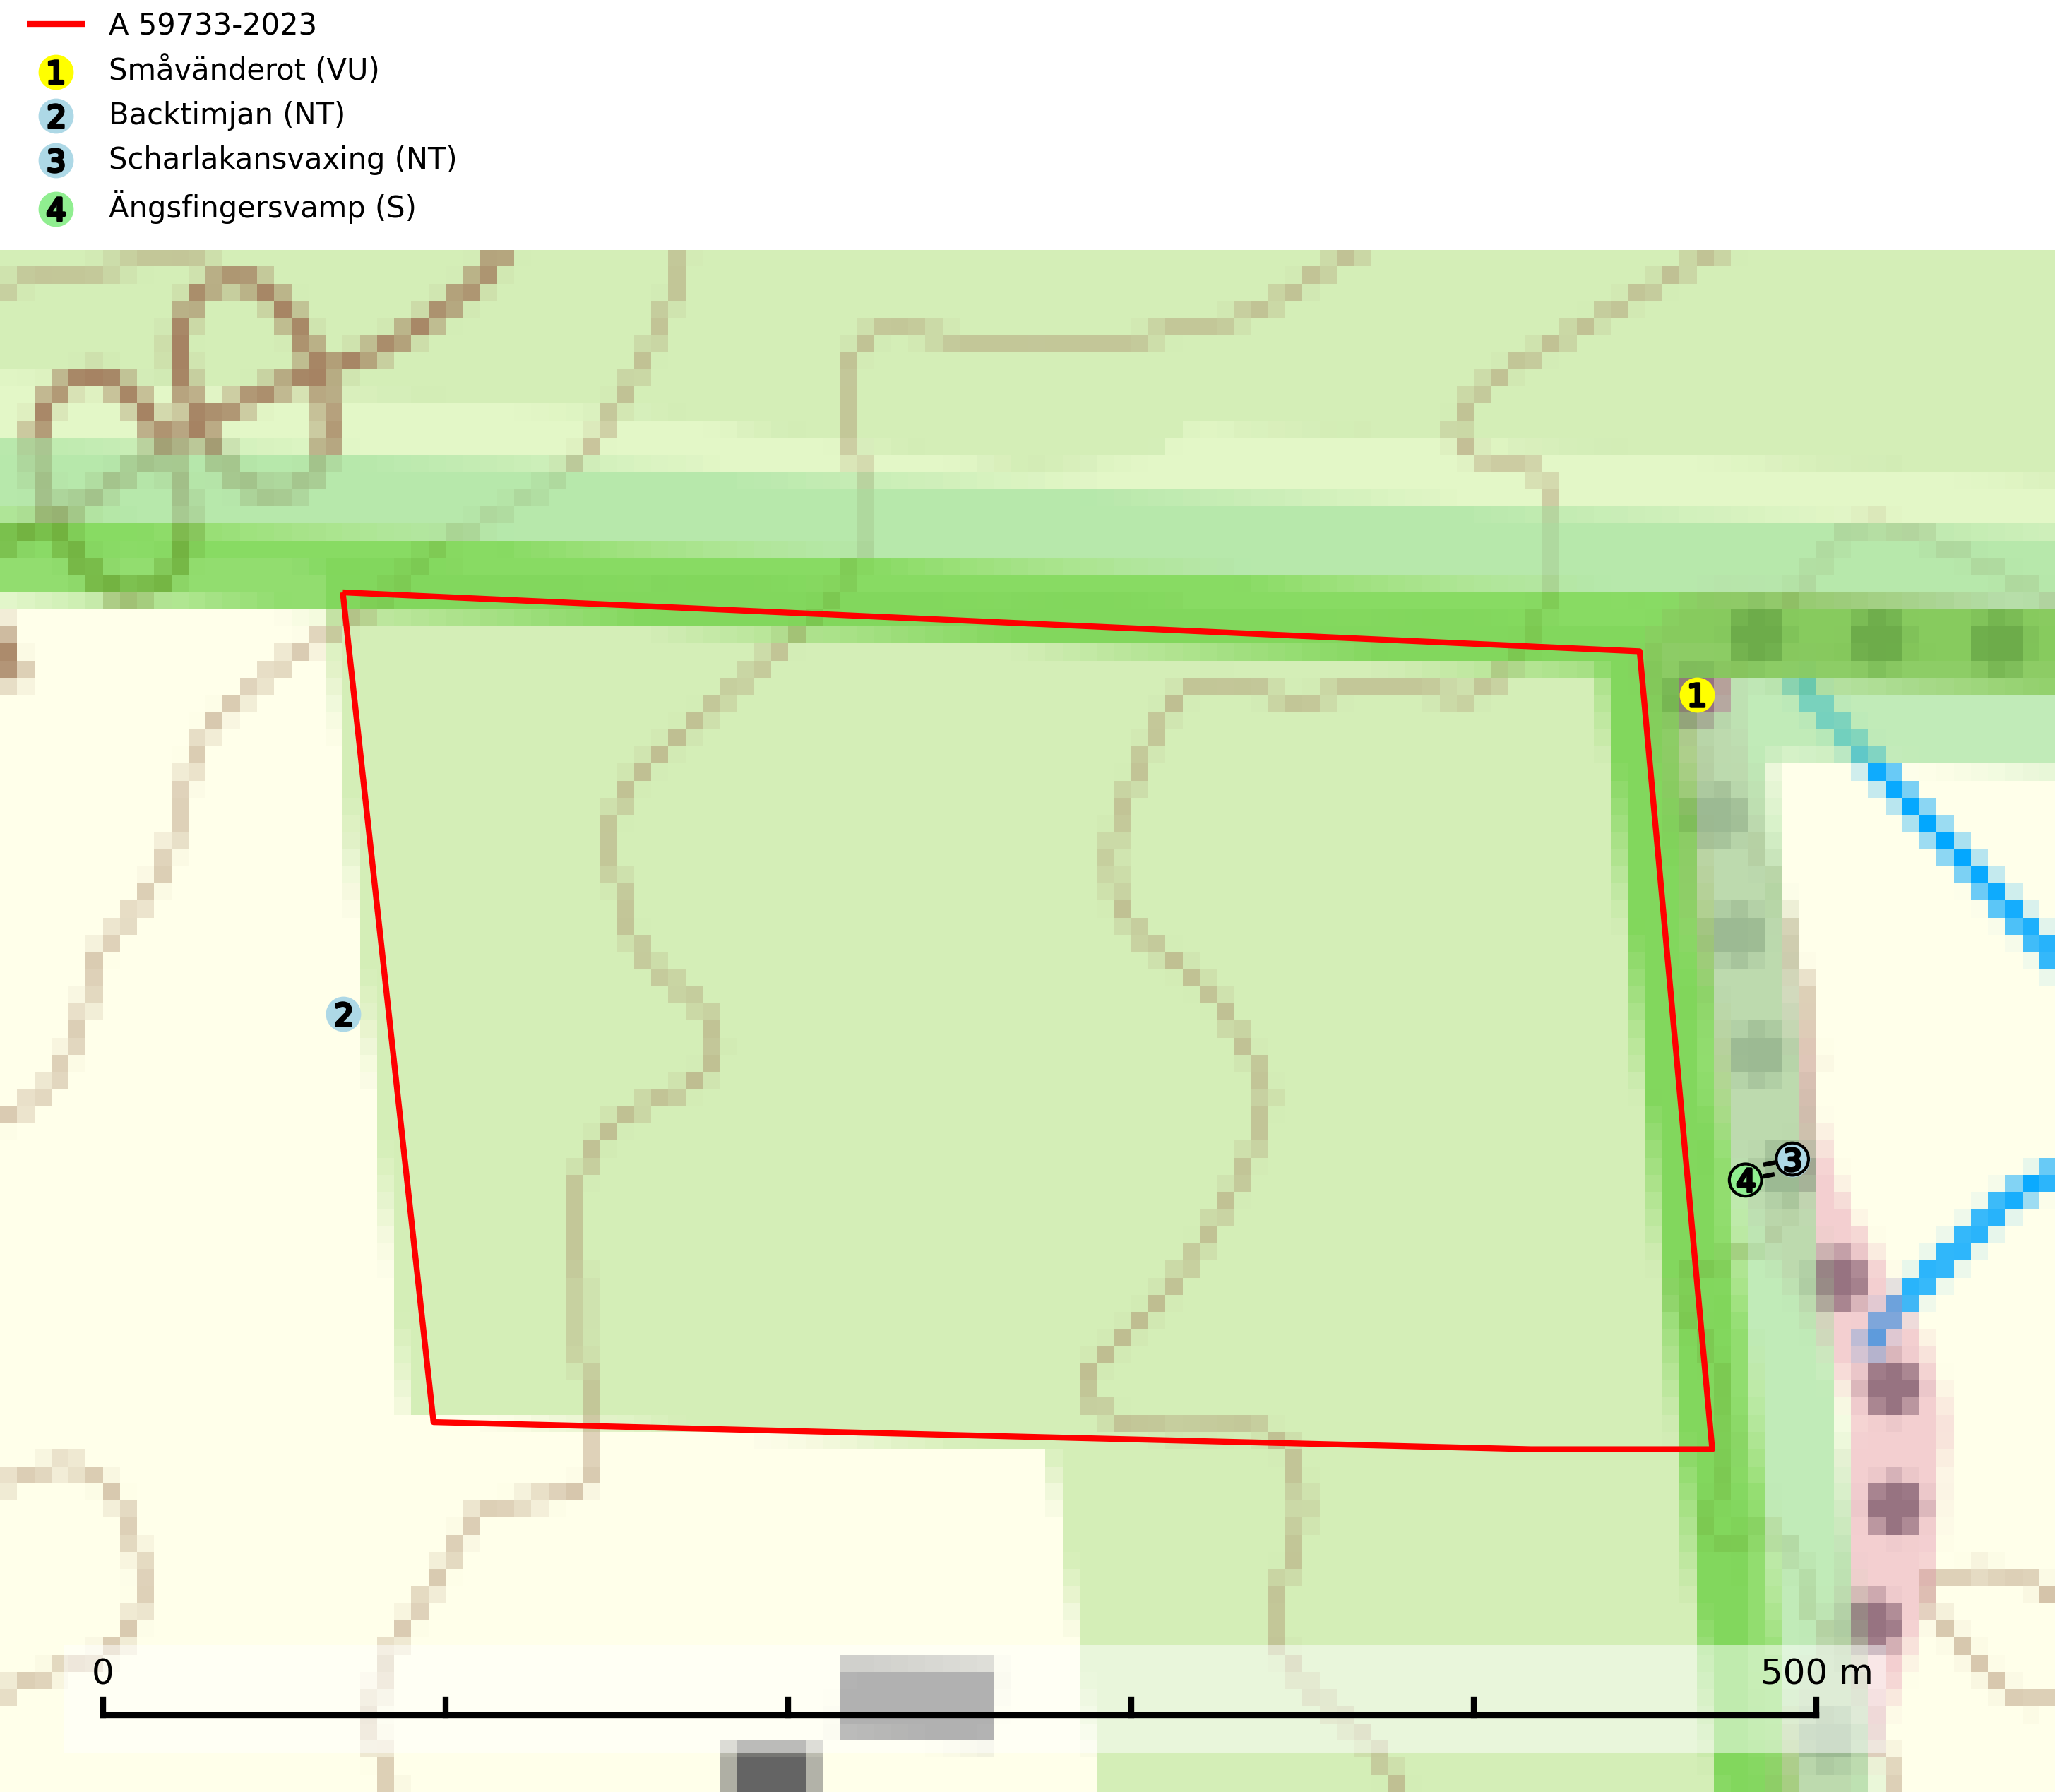 A 59733-2023
1 Småvänderot (VU)
2 Backtimjan (NT)
3 Scharlakansvaxing (NT)
4 Ängsfingersvamp (S)
1
2
3
4
0 500 m